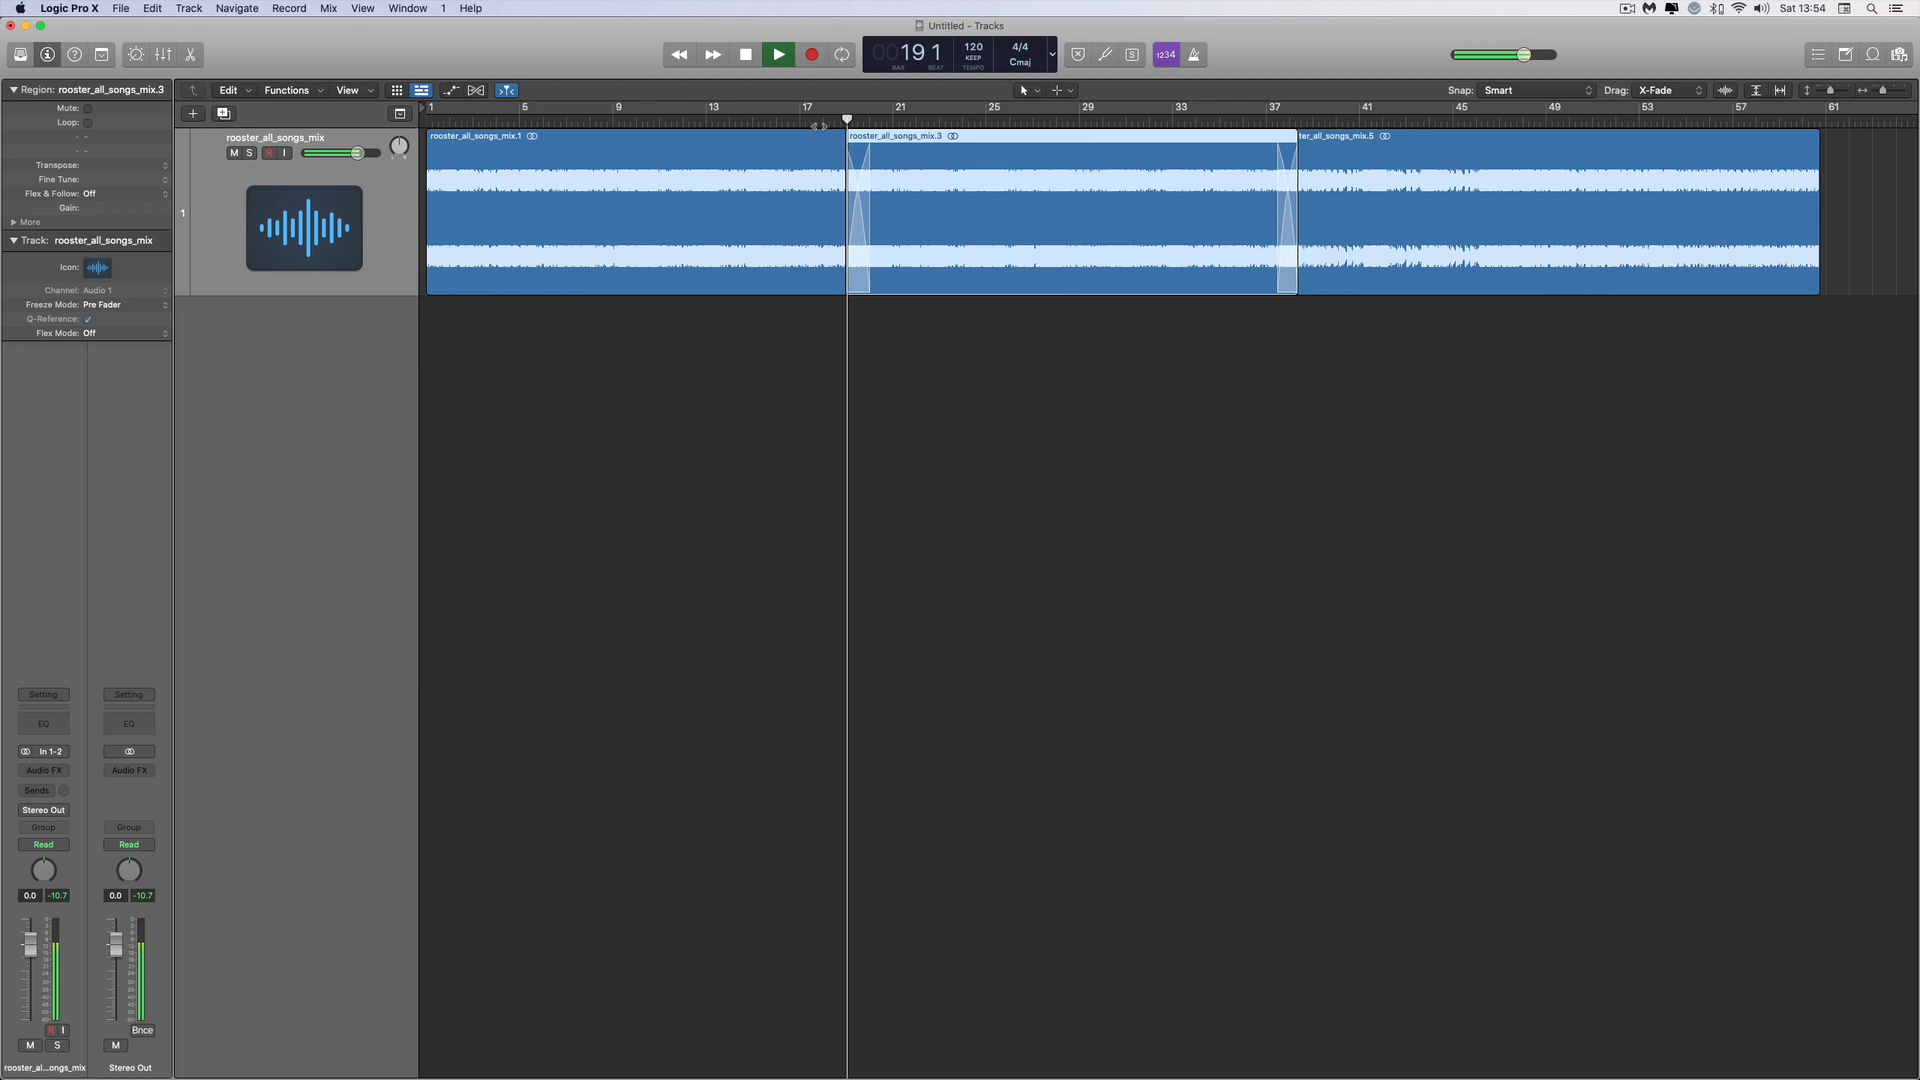 Logic Pro X File Edit Track Navigate Record Mix View Window 1 Help Sat 13:54
Untitled - Tracks
00 19 1 120 4/4
BAR BEAT KEEP TEMPO Cmaj
1234
Region: rooster_all_songs_mix.3
Mute:
Loop:
Transpose:
Fine Tune:
Flex & Follow: Off
Gain:
More
Track: rooster_all_songs_mix
Icon:
Channel: Audio 1
Freeze Mode: Pre Fader
Q-Reference:
Flex Mode: Off
Edit Functions View Snap: Smart Drag: X-Fade
1 5 9 13 17 21 25 29 33 37 41 45 49 53 57 61
rooster_all_songs_mix
M S R I
L R
1
rooster_all_songs_mix.1 rooster_all_songs_mix.3 ter_all_songs_mix.5
Setting Setting
EQ EQ
In 1-2
Audio FX Audio FX
Sends
Stereo Out
Group Group
Read Read
0.0 -10.7 0.0 -10.7
R I Bnce
M S M
rooster_al...ongs_mix Stereo Out